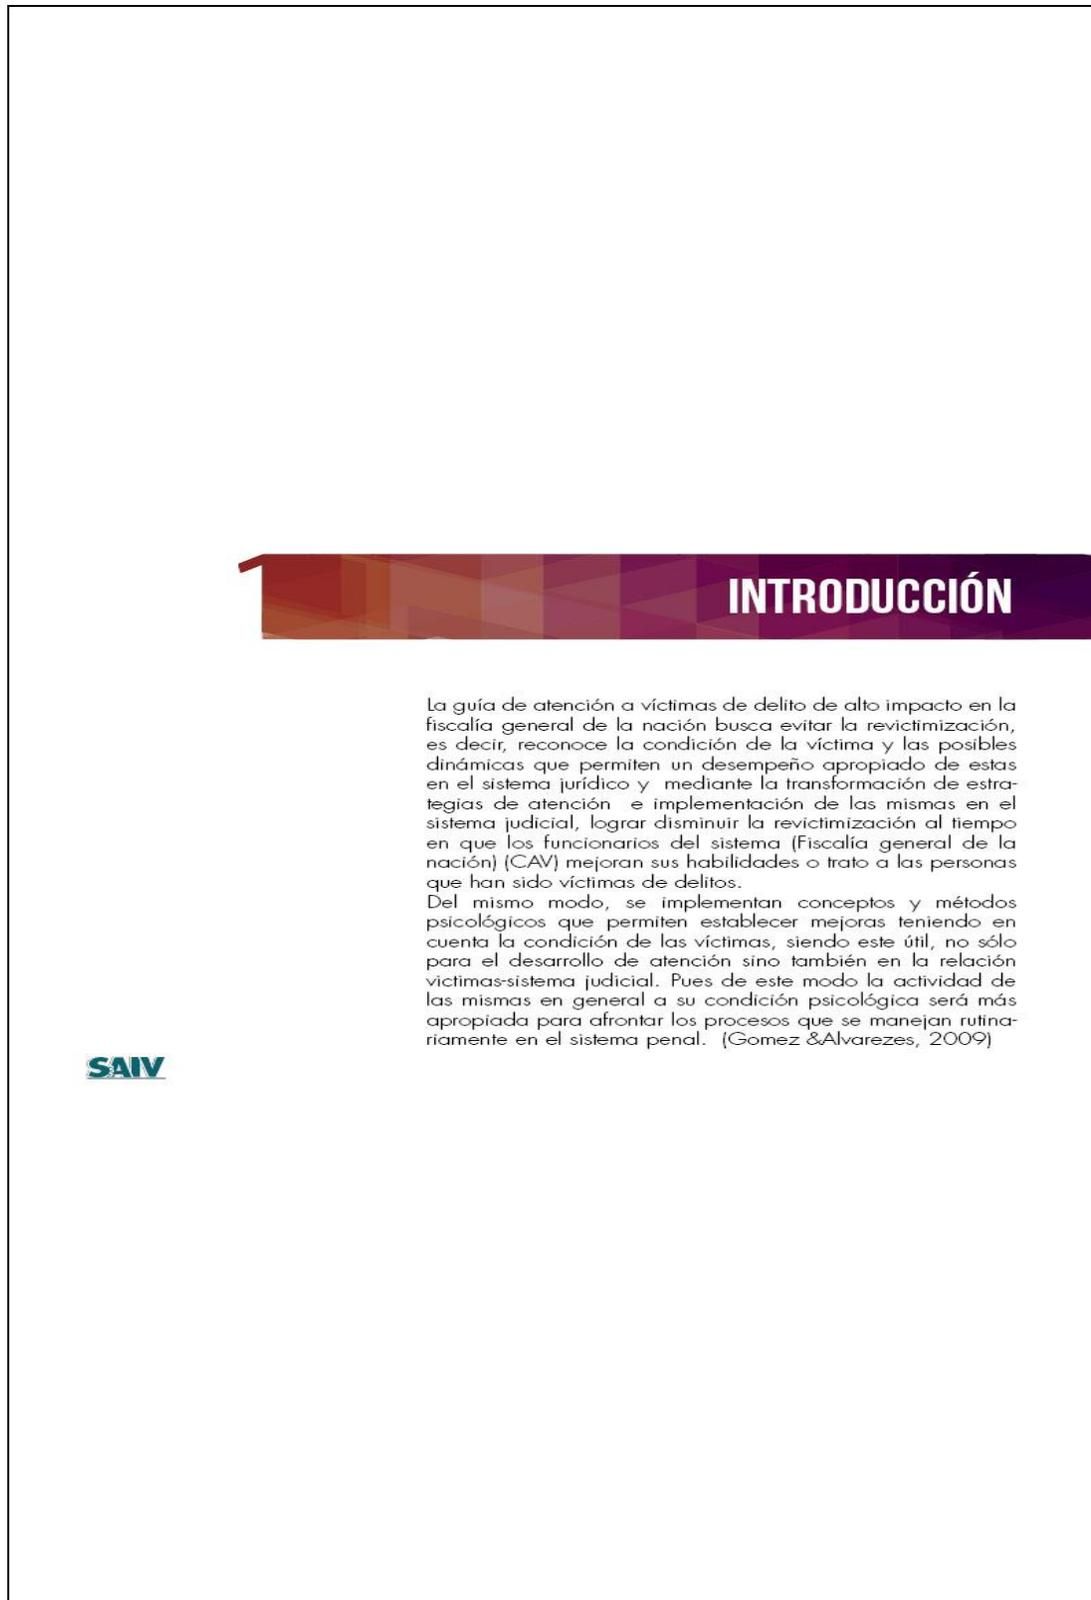 INTRODUCCIÓN
La guía de atención a víctimas de delito de alto impacto en la
fiscalía general de la nación busca evitar la revictimización,
es decir, reconoce la condición de la víctima y las posibles
dinámicas que permiten un desempeño apropiado de estas
en el sistema jurídico y mediante la transformación de estra-
tegias de atención e implementación de las mismas en el
sistema judicial, lograr disminuir la revictimización al tiempo
en que los funcionarios del sistema (Fiscalía general de la
nación) (CAV) mejoran sus habilidades o trato a las personas
que han sido víctimas de delitos.
Del mismo modo, se implementan conceptos y métodos
psicológicos que permiten establecer mejoras teniendo en
cuenta la condición de las víctimas, siendo este útil, no sólo
para el desarrollo de atención sino también en la relación
victimas-sistema judicial. Pues de este modo la actividad de
las mismas en general a su condición psicológica será más
apropiada para afrontar los procesos que se manejan rutina-
riamente en el sistema penal. (Gomez &Alvarezes, 2009)
SAIV